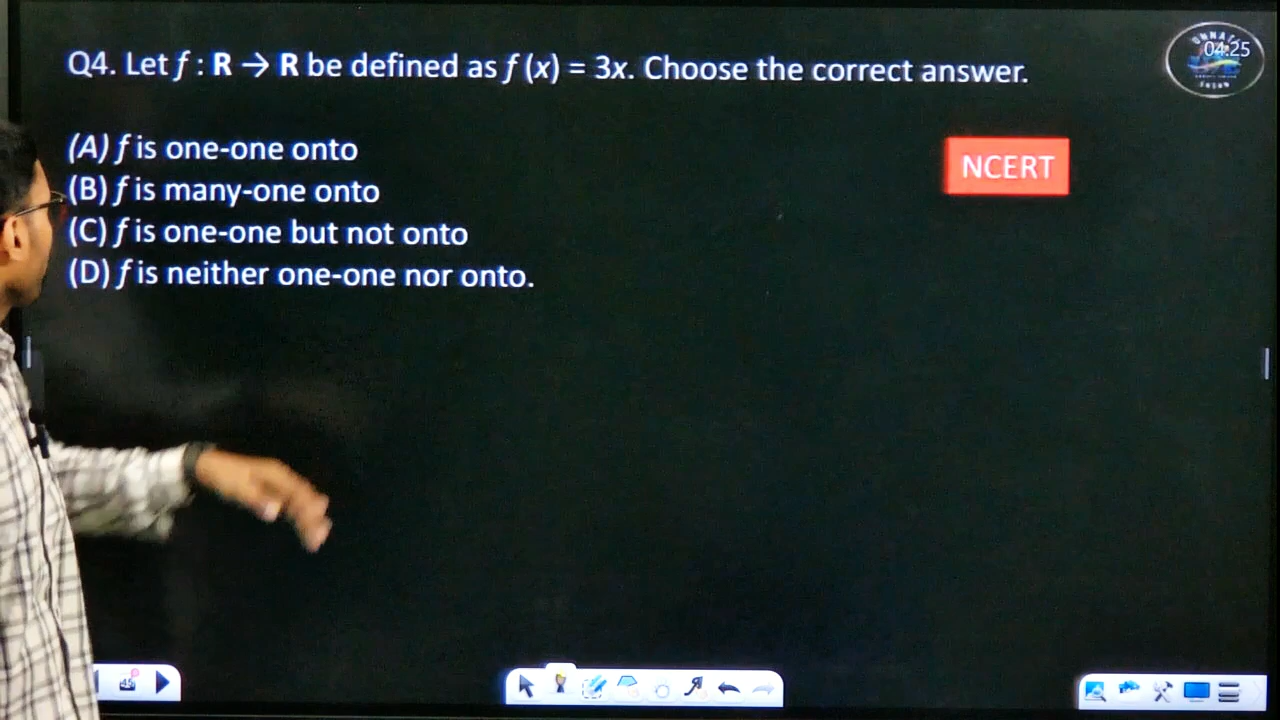 Q4. Let f : R → R be defined as f (x) = 3x. Choose the correct answer.
04:25
(A) f is one-one onto
NCERT
(B) f is many-one onto
(C) f is one-one but not onto
(D) f is neither one-one nor onto.
45